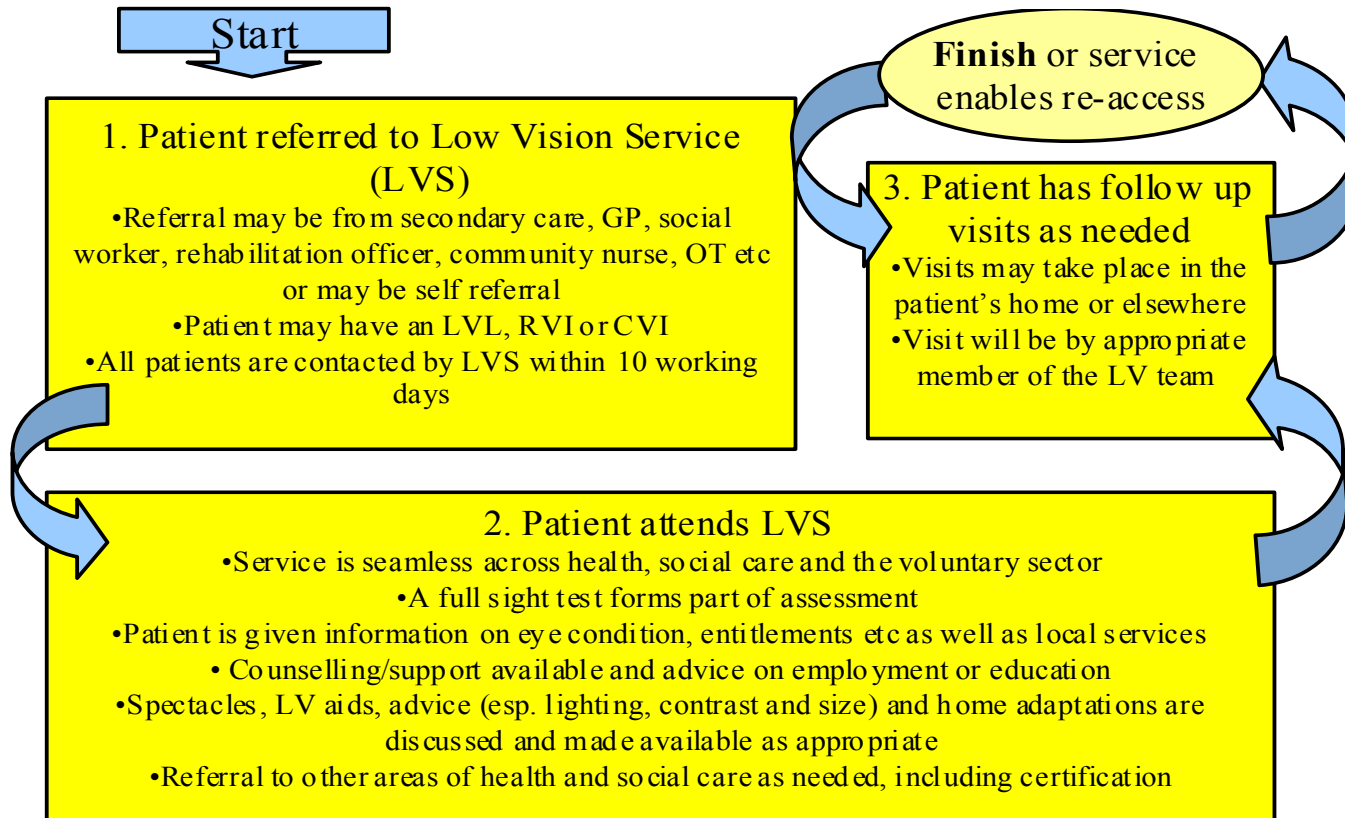 Start
1. Patient referred to Low Vision Service
(LVS)
•Referral may be from secondary care, GP, social
worker, rehabilitation officer, community nurse, OT etc
or may be self referral
•Patient may have an LVL, RVI or CVI
•All patients are contacted by LVS within 10 working
days
2. Patient attends LVS
•Service is seamless across health, social care and the voluntary sector
•A full sight test forms part of assessment
•Patient is given information on eye condition, entitlements etc as well as local services
• Counselling/support available and advice on employment or education
•Spectacles, LV aids, advice (esp. lighting, contrast and size) and home adaptations are
discussed and made available as appropriate
•Referral to other areas of health and social care as needed, including certification
3. Patient has follow up
visits as needed
•Visits may take place in the
patient's home or elsewhere
•Visit will be by appropriate
member of the LV team
Finish or service
enables re-access